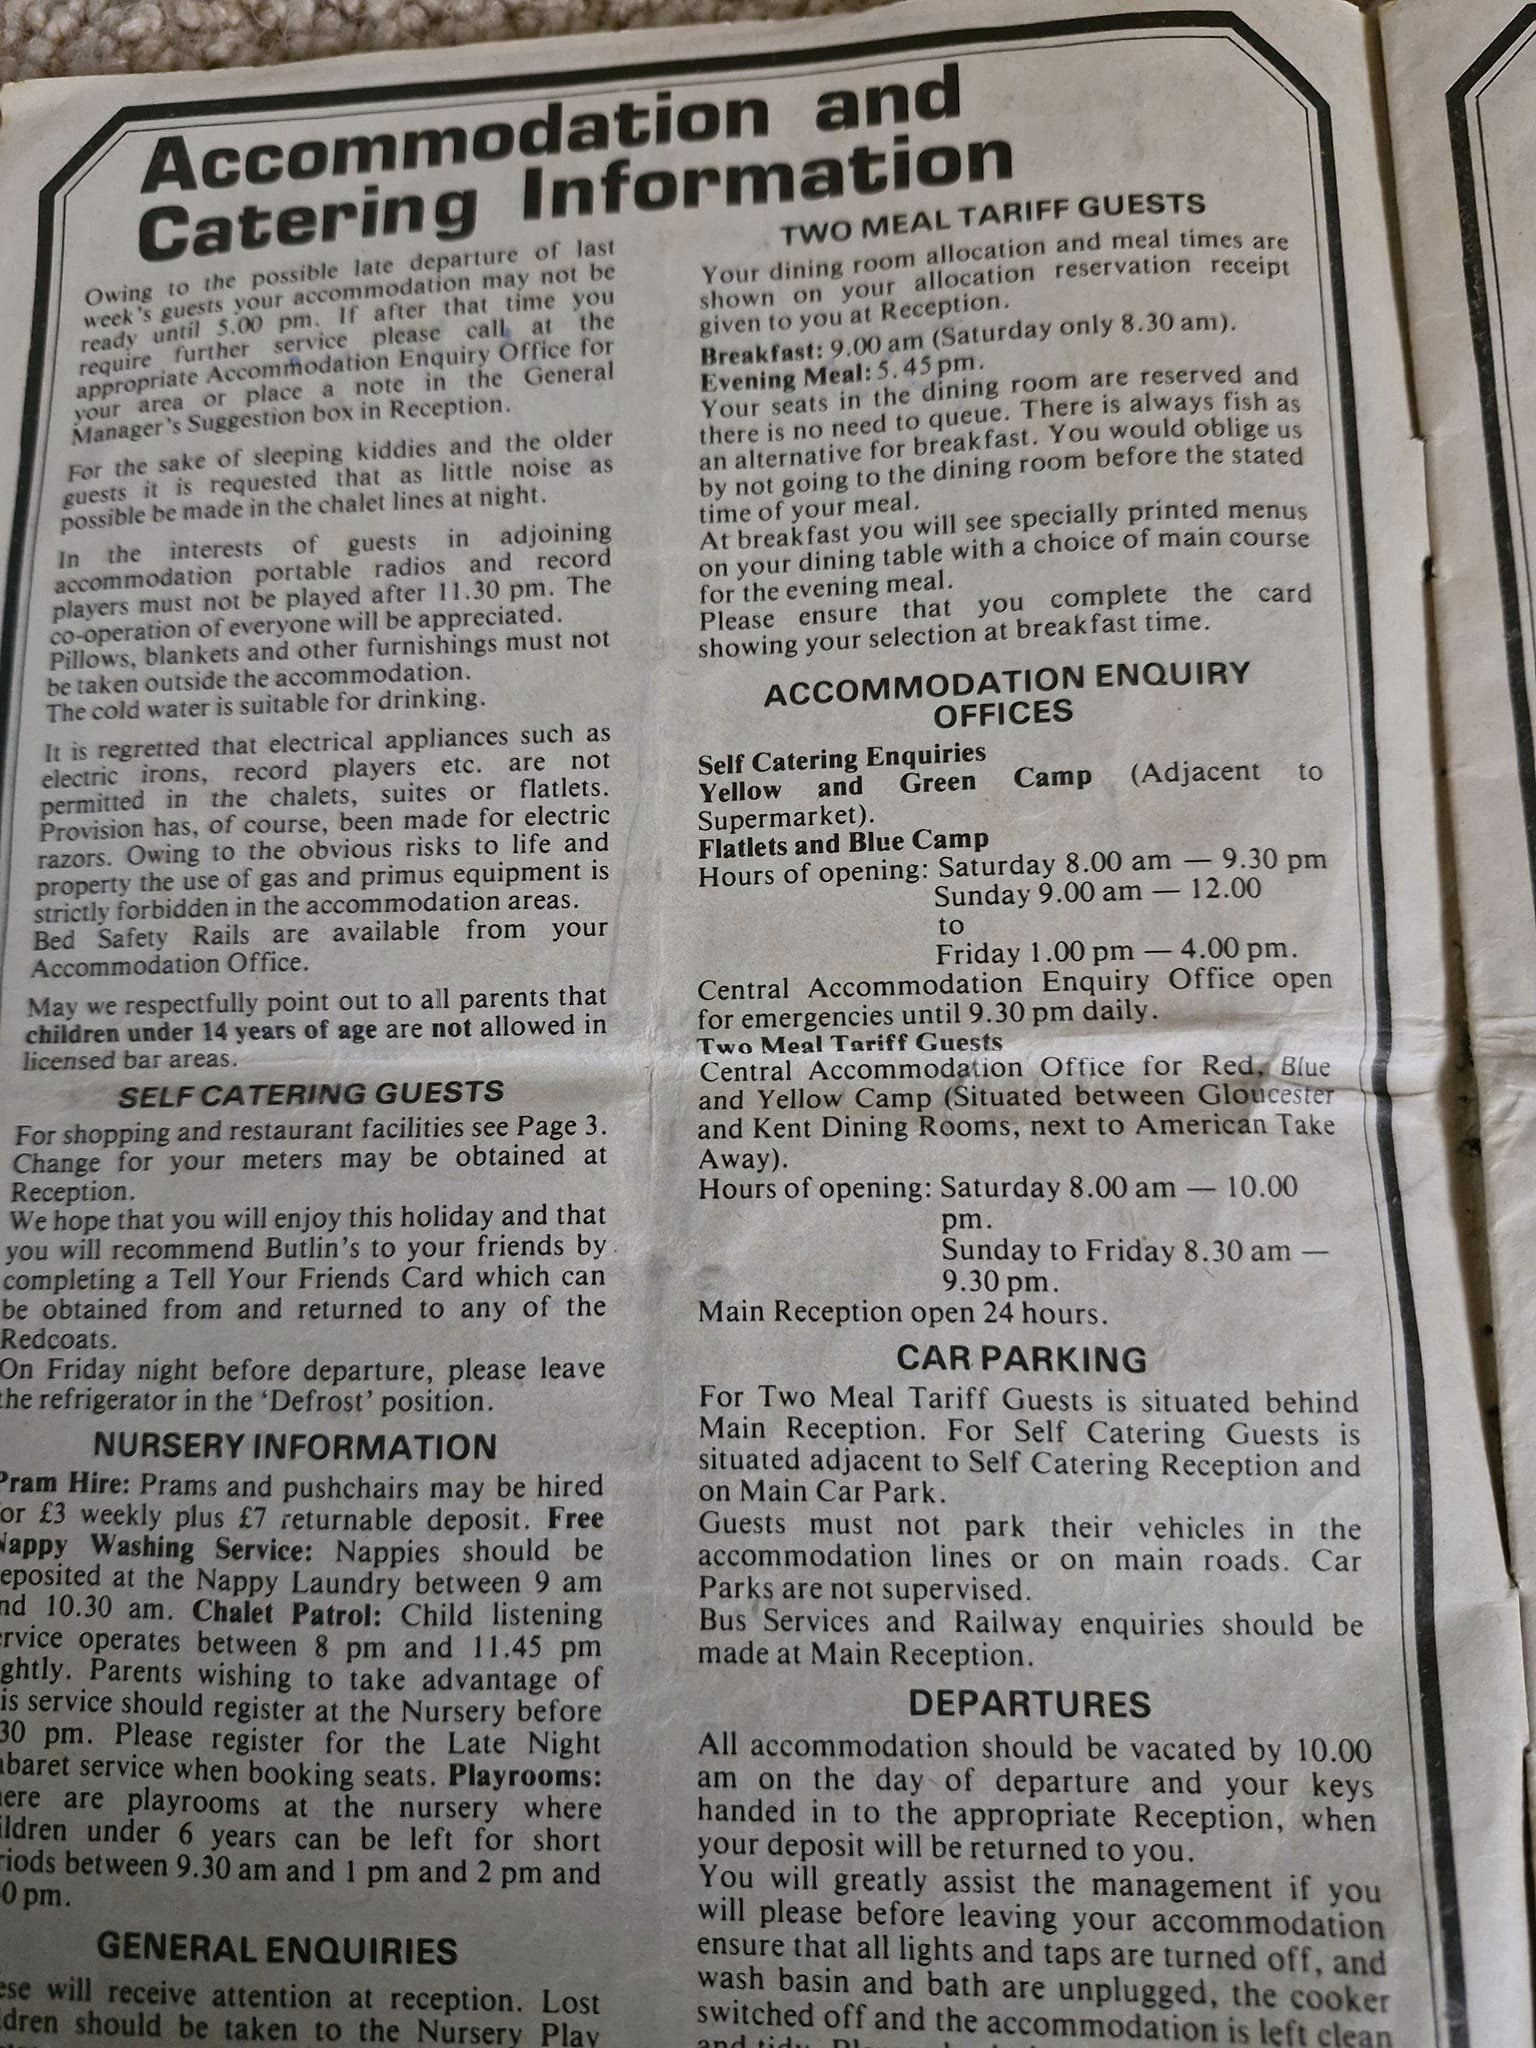 Accommodation and
Catering Information
Owing to the possible late departure of last
week's guests your accommodation may not be
ready until 5.00 pm. If after that time you
require further service please call at the
appropriate Accommodation Enquiry Office for
your area or place a note in the General
Manager's Suggestion box in Reception.
For the sake of sleeping kiddies and the older
guests it is requested that as little noise as
possible be made in the chalet lines at night.
In the interests of guests in adjoining
accommodation portable radios and record
players must not be played after 11.30 pm. The
co-operation of everyone will be appreciated.
Pillows, blankets and other furnishings must not
be taken outside the accommodation.
The cold water is suitable for drinking.
It is regretted that electrical appliances such as
electric irons, record players etc. are not
permitted in the chalets, suites or flatlets.
Provision has, of course, been made for electric
razors. Owing to the obvious risks to life and
property the use of gas and primus equipment is
strictly forbidden in the accommodation areas.
Bed Safety Rails are available from your
Accommodation Office.
May we respectfully point out to all parents that
children under 14 years of age are not allowed in
licensed bar areas.
SELF CATERING GUESTS
For shopping and restaurant facilities see Page 3.
Change for your meters may be obtained at
Reception.
We hope that you will enjoy this holiday and that
you will recommend Butlin's to your friends by
completing a Tell Your Friends Card which can
be obtained from and returned to any of the
Redcoats.
On Friday night before departure, please leave
the refrigerator in the 'Defrost' position.
NURSERY INFORMATION
Pram Hire: Prams and pushchairs may be hired
or £3 weekly plus £7 returnable deposit. Free
Nappy Washing Service: Nappies should be
eposited at the Nappy Laundry between 9 am
nd 10.30 am. Chalet Patrol: Child listening
rvice operates between 8 pm and 11.45 pm
ghtly. Parents wishing to take advantage of
is service should register at the Nursery before
30 pm. Please register for the Late Night
abaret service when booking seats. Playrooms:
ere are playrooms at the nursery where
ildren under 6 years can be left for short
riods between 9.30 am and 1 pm and 2 pm and
0 pm.
GENERAL ENQUIRIES
ese will receive attention at reception. Lost
dren should be taken to the Nursery Play
TWO MEAL TARIFF GUESTS
Your dining room allocation and meal times are
shown on your allocation reservation receipt
given to you at Reception.
Breakfast: 9.00 am (Saturday only 8.30 am).
Evening Meal: 5.45 pm.
Your seats in the dining room are reserved and
there is no need to queue. There is always fish as
an alternative for breakfast. You would oblige us
by not going to the dining room before the stated
time of your meal.
At breakfast you will see specially printed menus
on your dining table with a choice of main course
for the evening meal.
Please ensure that you complete the card
showing your selection at breakfast time.
ACCOMMODATION ENQUIRY
OFFICES
Self Catering Enquiries
Yellow and Green Camp (Adjacent to
Supermarket).
Flatlets and Blue Camp
Hours of opening: Saturday 8.00 am — 9.30 pm
Sunday 9.00 am — 12.00
to
Friday 1.00 pm — 4.00 pm.
Central Accommodation Enquiry Office open
for emergencies until 9.30 pm daily.
Two Meal Tariff Guests
Central Accommodation Office for Red, Blue
and Yellow Camp (Situated between Gloucester
and Kent Dining Rooms, next to American Take
Away).
Hours of opening: Saturday 8.00 am — 10.00
pm.
Sunday to Friday 8.30 am —
9.30 pm.
Main Reception open 24 hours.
CAR PARKING
For Two Meal Tariff Guests is situated behind
Main Reception. For Self Catering Guests is
situated adjacent to Self Catering Reception and
on Main Car Park.
Guests must not park their vehicles in the
accommodation lines or on main roads. Car
Parks are not supervised.
Bus Services and Railway enquiries should be
made at Main Reception.
DEPARTURES
All accommodation should be vacated by 10.00
am on the day of departure and your keys
handed in to the appropriate Reception, when
your deposit will be returned to you.
You will greatly assist the management if you
will please before leaving your accommodation
ensure that all lights and taps are turned off, and
wash basin and bath are unplugged, the cooker
switched off and the accommodation is left clean